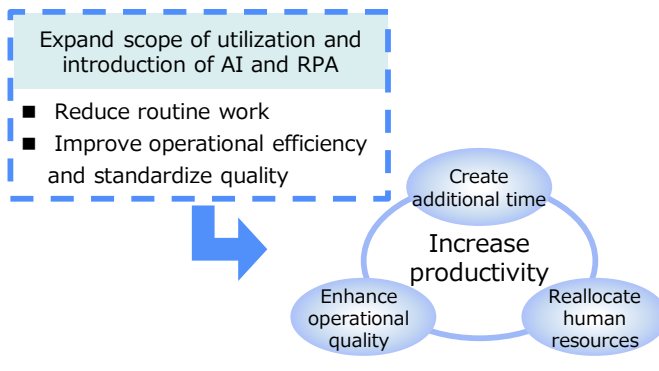 Expand scope of utilization and
introduction of AI and RPA
■ Reduce routine work
■ Improve operational efficiency
and standardize quality
Create
additional time
Increase
productivity
Enhance
operational
quality
Reallocate
human
resources